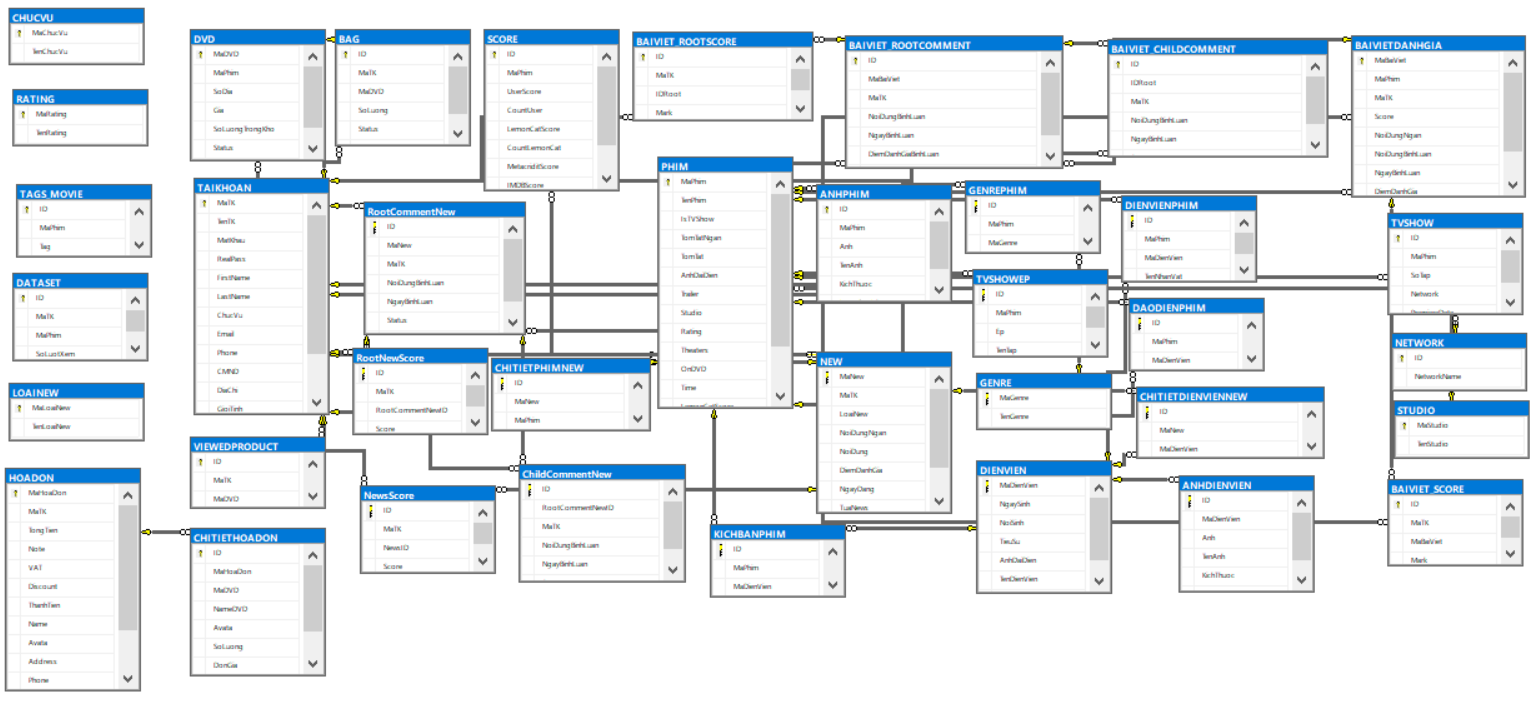 CHUCVU
MaChucVu
TenChucVu
RATING
MaRating
TenRating
TAGS_MOVIE
ID
MaPhim
Tag
DATASET
ID
MaTK
MaPhim
SoLuotXem
LOAINEW
MaLoaiNew
TenLoaiNew
HOADON
MaHoaDon
MaTK
TongTien
Note
VAT
Discount
ThanhTien
Name
Avata
Address
Phone
DVD
MaDVD
MaPhim
SoDia
Gia
SoLuongTrongKho
Status
BAG
ID
MaTK
MaDVD
SoLuong
Status
SCORE
ID
MaPhim
UserScore
CountUser
LemonCatScore
CountLemonCat
MetacriditScore
IMDBScore
BAIVIET_ROOTSCORE
ID
MaTK
IDRoot
Mark
BAIVIET_ROOTCOMMENT
ID
MaBaiViet
MaTK
NoiDungBinhLuan
NgayBinhLuan
DiemDanhGiaBinhLuan
BAIVIET_CHILDCOMMENT
ID
IDRoot
MaTK
NoiDungBinhLuan
NgayBinhLuan
BAIVIETDANHGIA
MaBaiViet
MaPhim
MaTK
Score
NoiDungNgan
NoiDungBinhLuan
NgayBinhLuan
DiemDanhGia
TAIKHOAN
MaTK
TenTK
MatKhau
RealPass
FirstName
LastName
ChucVu
Email
Phone
CMND
DiaChi
GioiTinh
RootCommentNew
ID
MaNew
MaTK
NoiDungBinhLuan
NgayBinhLuan
Status
PHIM
MaPhim
TenPhim
IsTVShow
TomTatNgan
TomTat
AnhDaiDien
Trailer
Studio
Rating
Theaters
OnDVD
Time
ANHPHIM
ID
MaPhim
Anh
TenAnh
KichThuoc
GENREPHIM
ID
MaPhim
MaGenre
DIENVIENPHIM
ID
MaPhim
MaDienVien
TenNhanVat
TVSHOW
ID
MaPhim
SoTap
Network
TVSHOWEP
ID
MaPhim
Ep
TenTap
DAODIENPHIM
ID
MaPhim
MaDienVien
NETWORK
ID
NetworkName
RootNewScore
ID
MaTK
RootCommentNewID
Score
CHITIETPHIMNEW
ID
MaNew
MaPhim
NEW
MaNew
MaTK
LoaiNew
NoiDungNgan
NoiDung
DiemDanhGia
NgayDang
TuaNews
GENRE
MaGenre
TenGenre
CHITIETDIENVIENNEW
ID
MaNew
MaDienVien
STUDIO
MaStudio
TenStudio
VIEWEDPRODUCT
ID
MaTK
MaDVD
NewsScore
ID
MaTK
NewsID
Score
ChildCommentNew
ID
RootCommentNewID
MaTK
NoiDungBinhLuan
NgayBinhLuan
DIENVIEN
MaDienVien
NgaySinh
NoiSinh
TieuSu
AnhDaiDien
TenDienVien
ANHDIENVIEN
ID
MaDienVien
Anh
TenAnh
KichThuoc
BAIVIET_SCORE
ID
MaTK
MaBaiViet
Mark
CHITIETHOADON
ID
MaHoaDon
MaDVD
NameDVD
Avata
SoLuong
DonGia
KICHBANPHIM
ID
MaPhim
MaDienVien